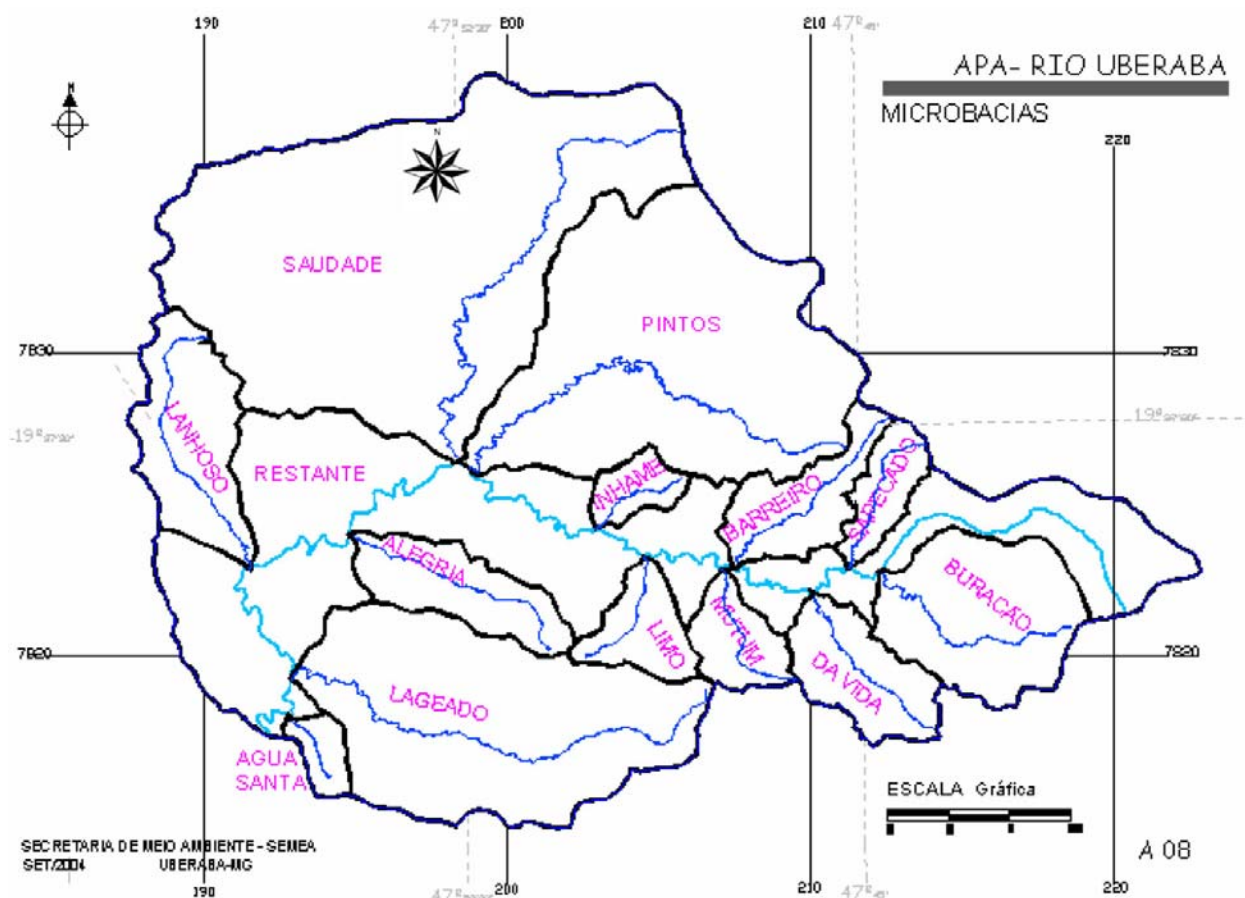 190
200
210
APA- RIO UBERABA
MICROBACIAS
220
N
N
SAUDADE
PINTOS
7830
7830
LANHOSO
RESTANTE
INHAME
BARREIRO
SAPECADO
ALEGRIA
BURACÃO
LIMO
MUTUM
7820
7820
DA VIDA
LAGEADO
AGUA
SANTA
ESCALA Gráfica
SECRETARIA DE MEIO AMBIENTE - SEMEA
SET/2004 UBERABA-MG
A 08
190
200
210
220